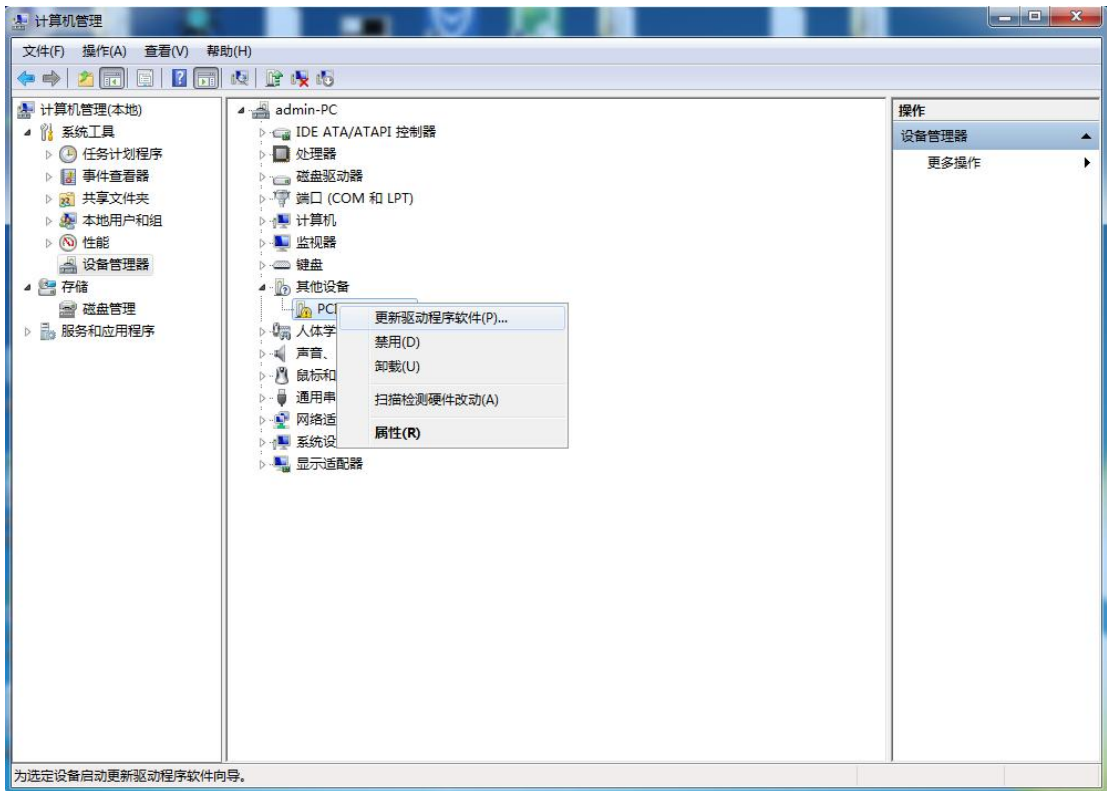 计算机管理
文件(F) 操作(A) 查看(V) 帮助(H)
计算机管理(本地)
系统工具
任务计划程序
事件查看器
共享文件夹
本地用户和组
性能
设备管理器
存储
磁盘管理
服务和应用程序
admin-PC
IDE ATA/ATAPI 控制器
处理器
磁盘驱动器
端口 (COM 和 LPT)
计算机
监视器
键盘
其他设备
PCI
人体学
声音、
鼠标和
通用串
网络适
系统设
显示适配器
更新驱动程序软件(P)...
禁用(D)
卸载(U)
扫描检测硬件改动(A)
属性(R)
操作
设备管理器
更多操作
为选定设备启动更新驱动程序软件向导。